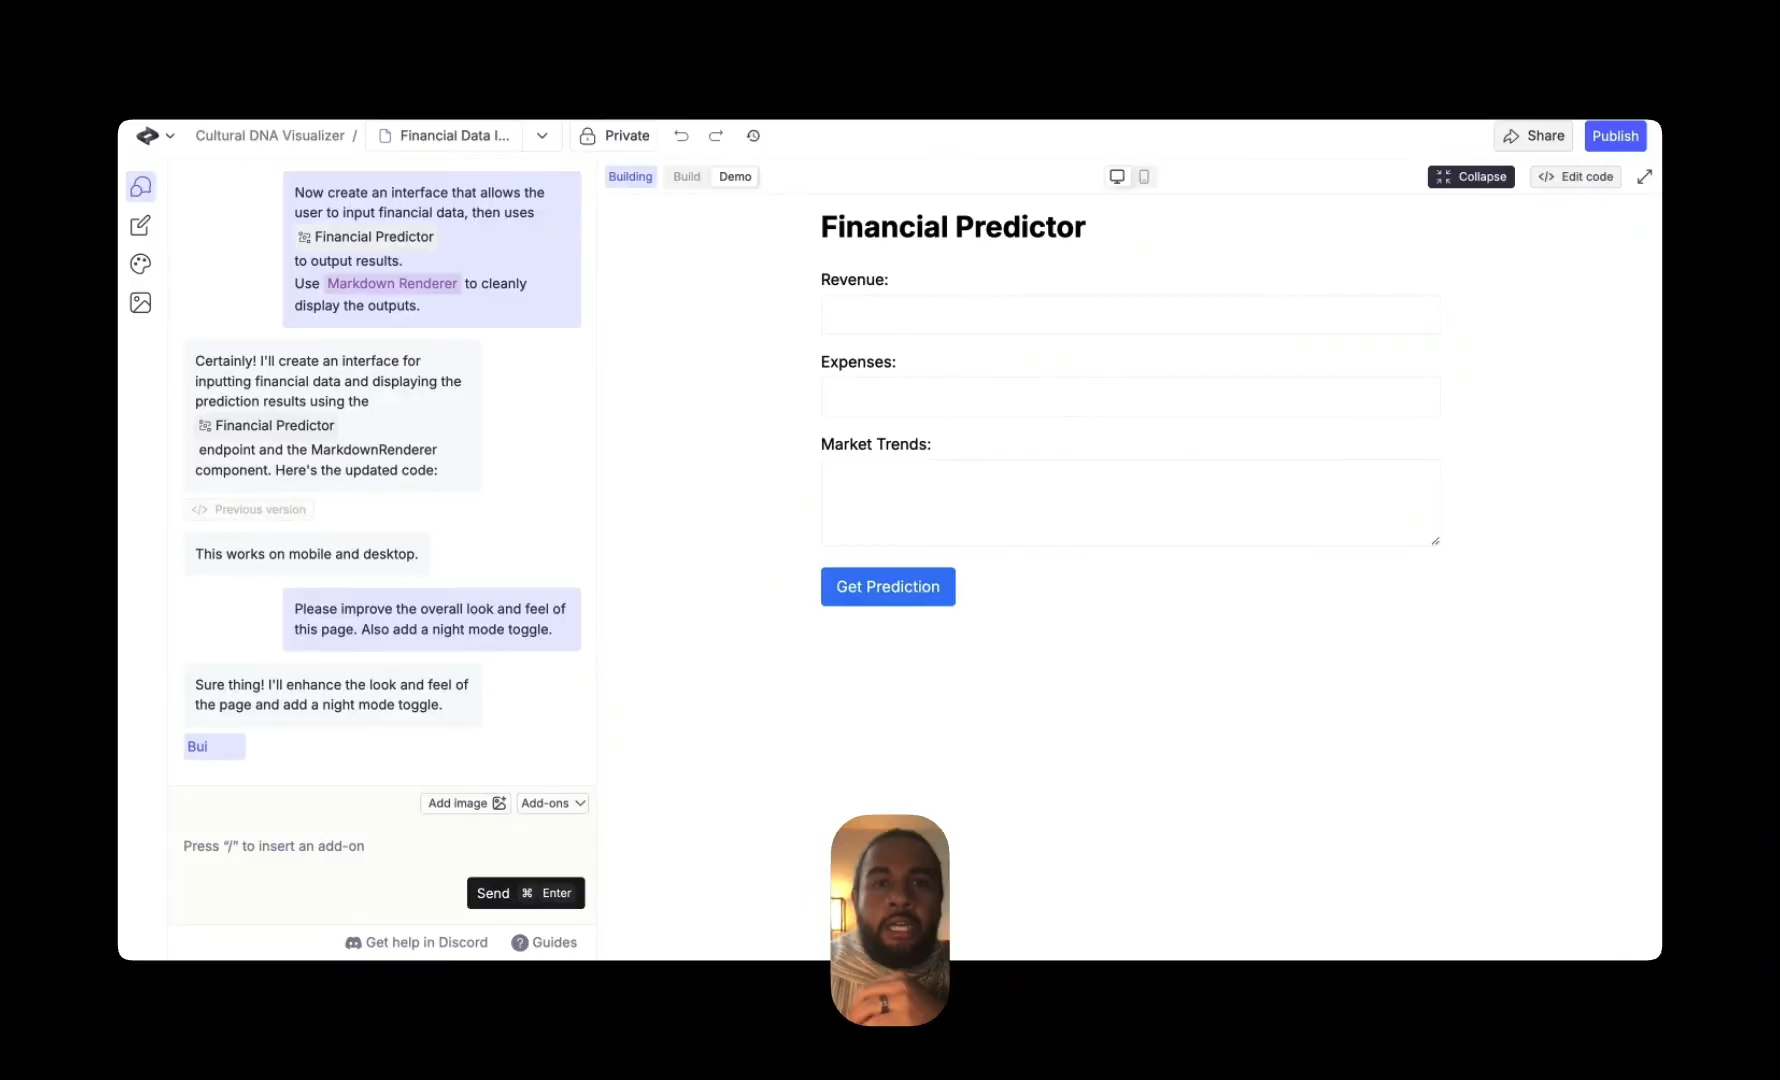 Cultural DNA Visualizer /
Financial Data I...
Private
Share
Publish
Now create an interface that allows the
user to input financial data, then uses
Financial Predictor
to output results.
Use Markdown Renderer to cleanly
display the outputs.
Certainly! I'll create an interface for
inputting financial data and displaying the
prediction results using the
Financial Predictor
endpoint and the MarkdownRenderer
component. Here's the updated code:
</> Previous version
This works on mobile and desktop.
Please improve the overall look and feel of
this page. Also add a night mode toggle.
Sure thing! I'll enhance the look and feel of
the page and add a night mode toggle.
Bui
Add image
Add-ons
Press "/" to insert an add-on
Send ⌘ Enter
Get help in Discord
? Guides
Building
Build
Demo
Collapse
</> Edit code
Financial Predictor
Revenue:
Expenses:
Market Trends:
Get Prediction